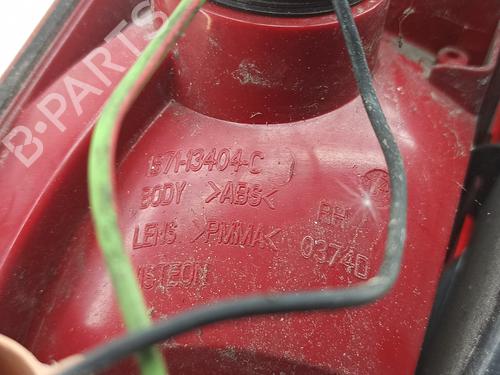 B-PARTS
1S71-13404-C
BODY >ABS<
RH
LENS >PMMA<
03740
VISTEON